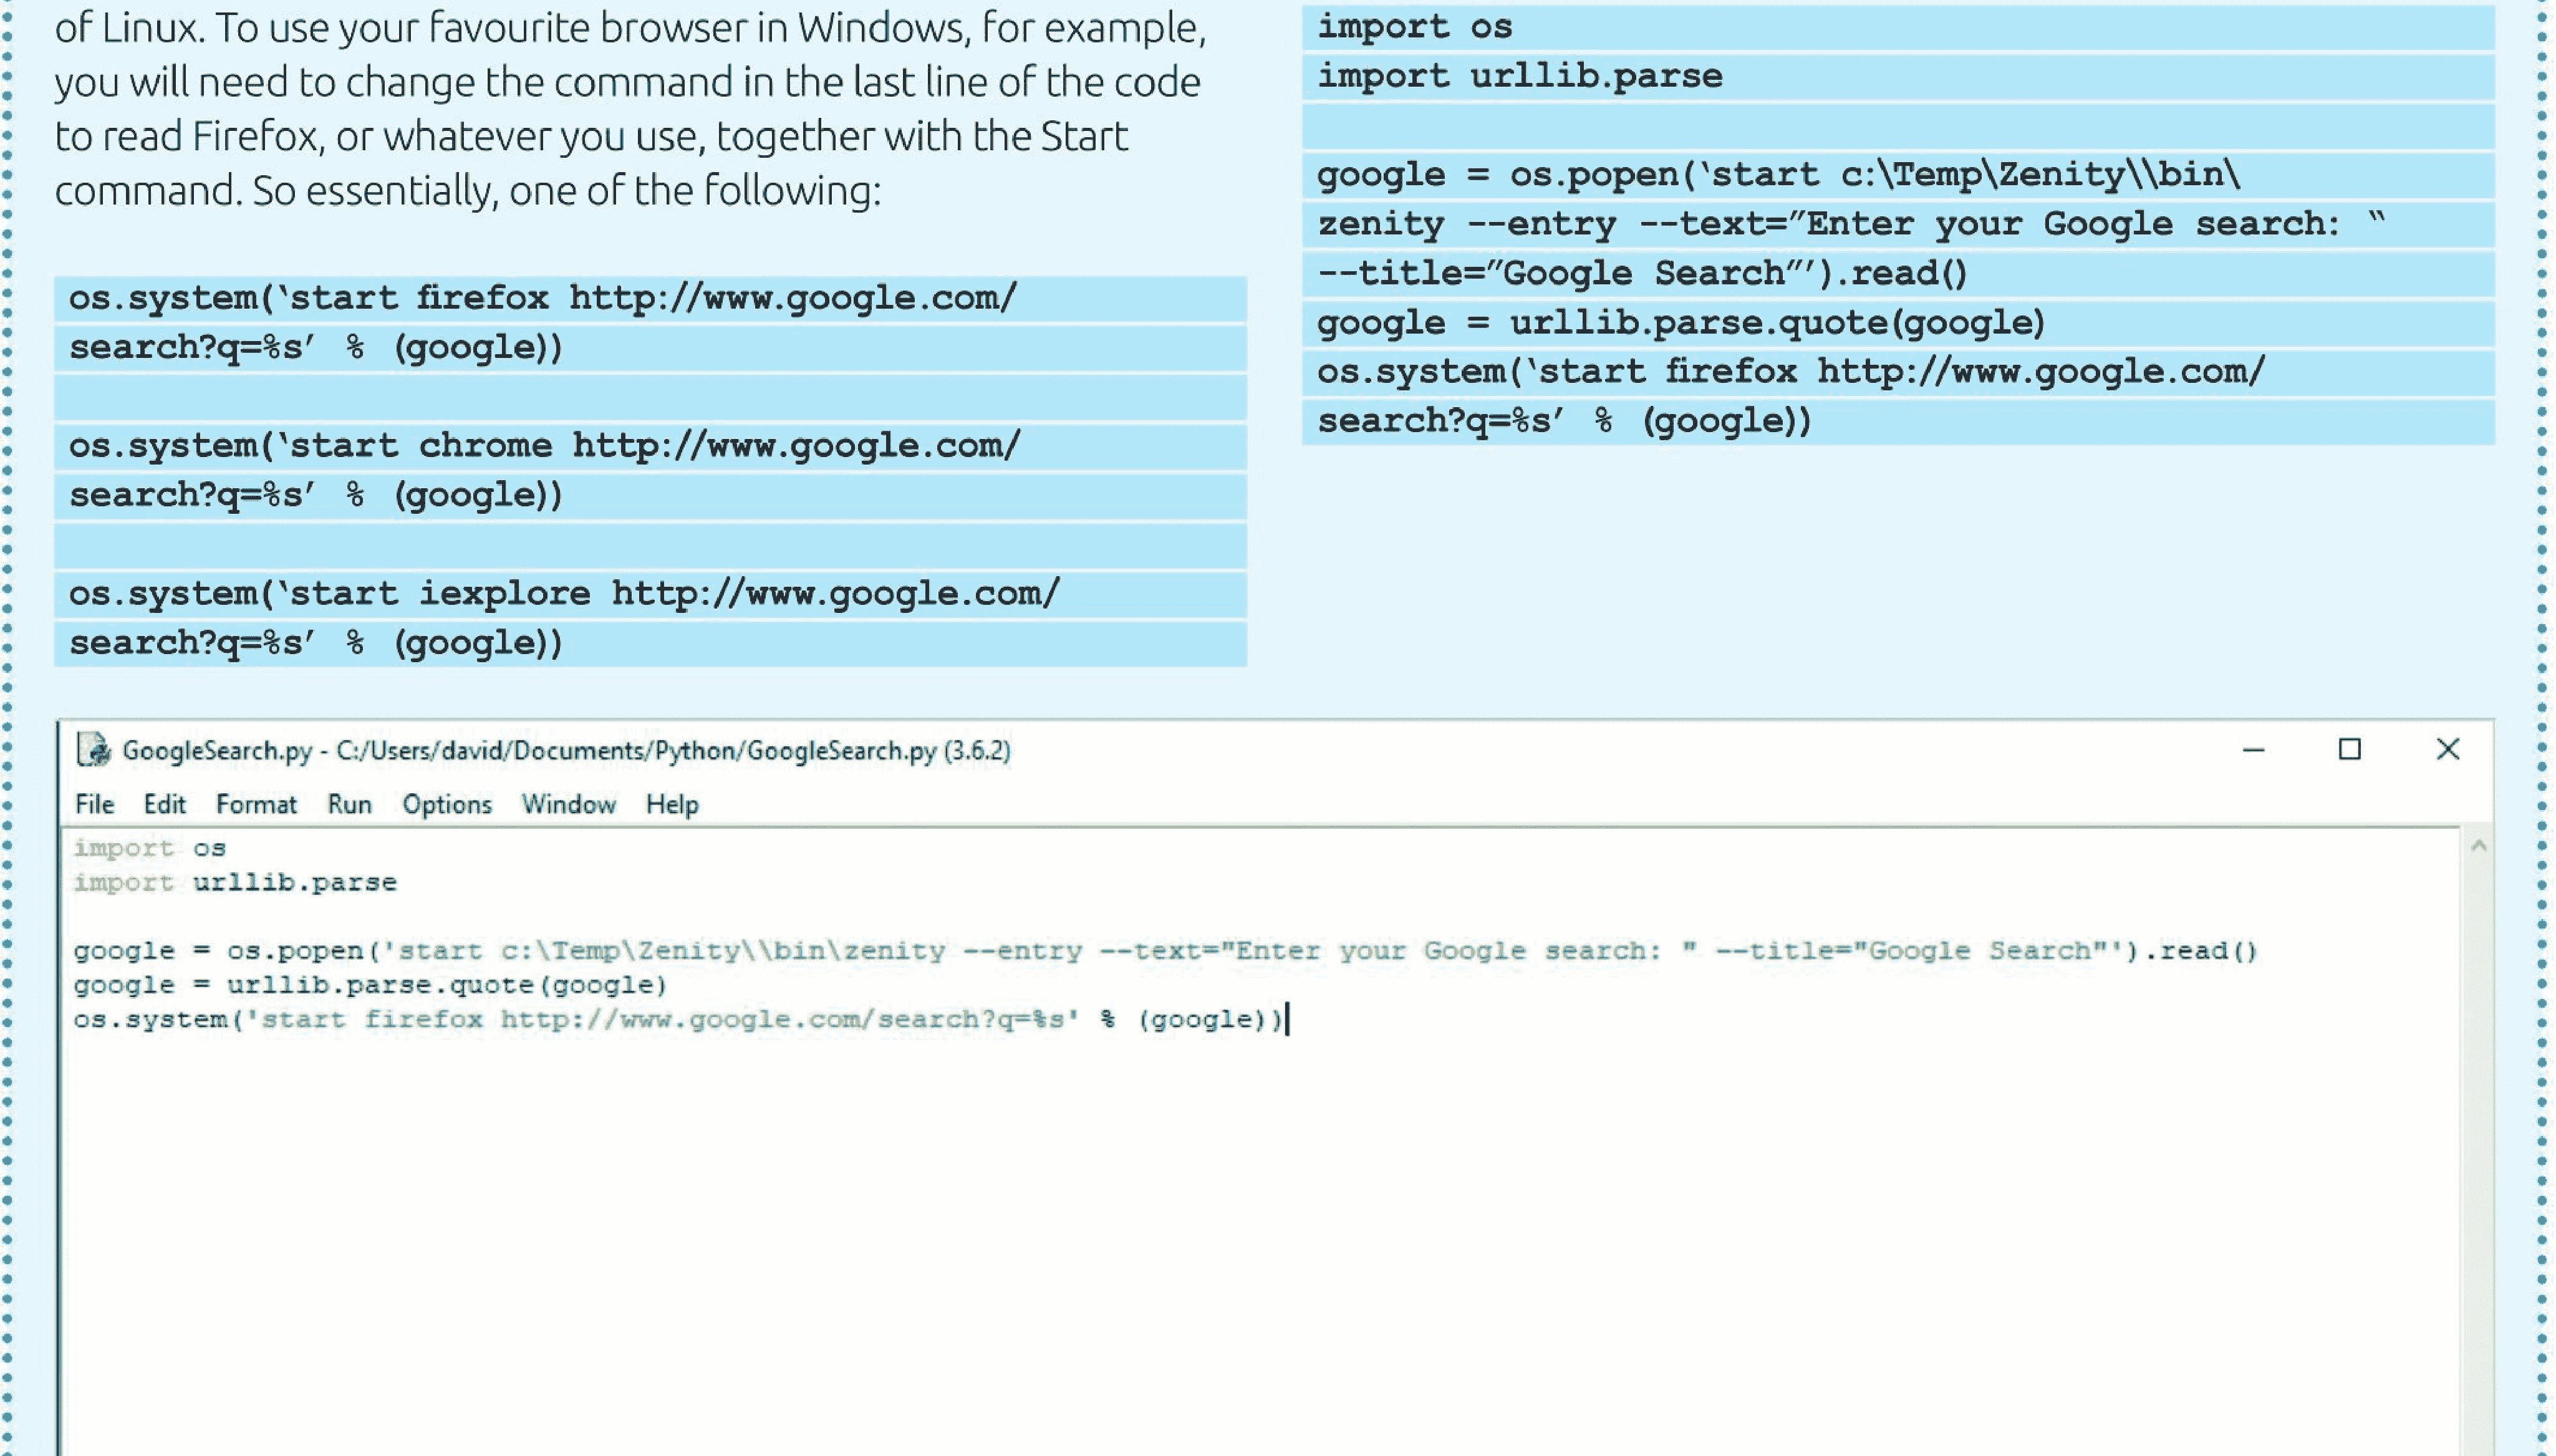 of Linux. To use your favourite browser in Windows, for example,
you will need to change the command in the last line of the code
to read Firefox, or whatever you use, together with the Start
command. So essentially, one of the following:
os.system(‘start firefox http://www.google.com/
search?q=%s’ % (google))
os.system(‘start chrome http://www.google.com/
search?q=%s’ % (google))
os.system(‘start iexplore http://www.google.com/
search?q=%s’ % (google))
import os
import urllib.parse
google = os.popen(‘start c:\Temp\Zenity\\bin\
zenity --entry --text=”Enter your Google search: “
--title=”Google Search”’).read()
google = urllib.parse.quote(google)
os.system(‘start firefox http://www.google.com/
search?q=%s’ % (google))
GoogleSearch.py - C:/Users/david/Documents/Python/GoogleSearch.py (3.6.2)
File Edit Format Run Options Window Help
import os
import urllib.parse
google = os.popen('start c:\Temp\Zenity\\bin\zenity --entry --text="Enter your Google search: " --title="Google Search"').read()
google = urllib.parse.quote(google)
os.system('start firefox http://www.google.com/search?q=%s' % (google))